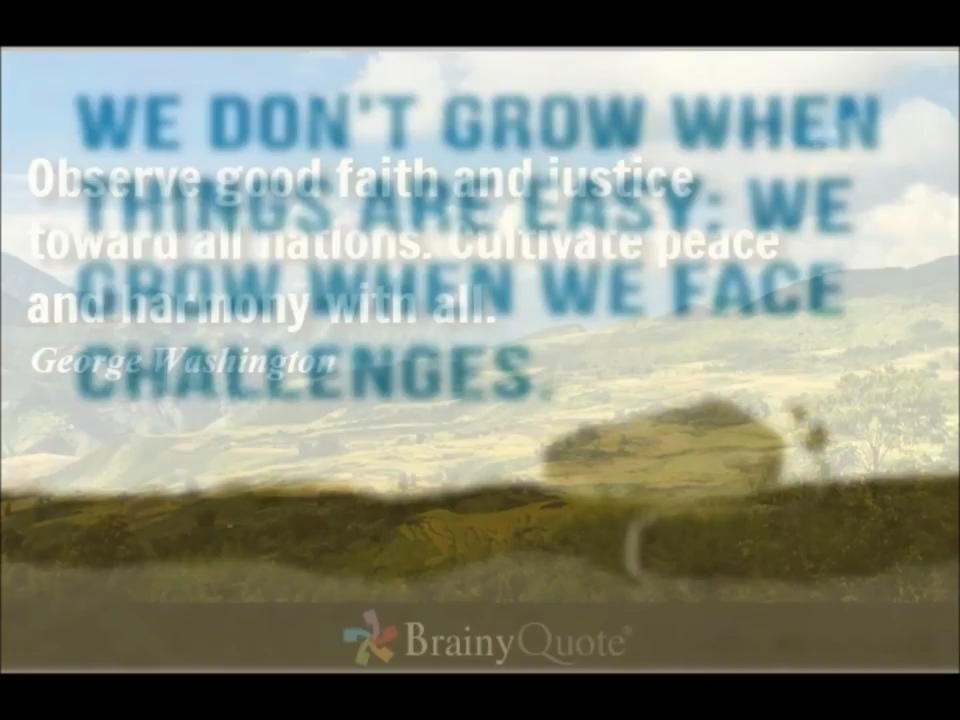 WE DON'T GROW WHEN
THINGS ARE EASY; WE
GROW WHEN WE FACE
CHALLENGES.
Observe good faith and justice
toward all nations. Cultivate peace
and harmony with all.
George Washington
BrainyQuote®